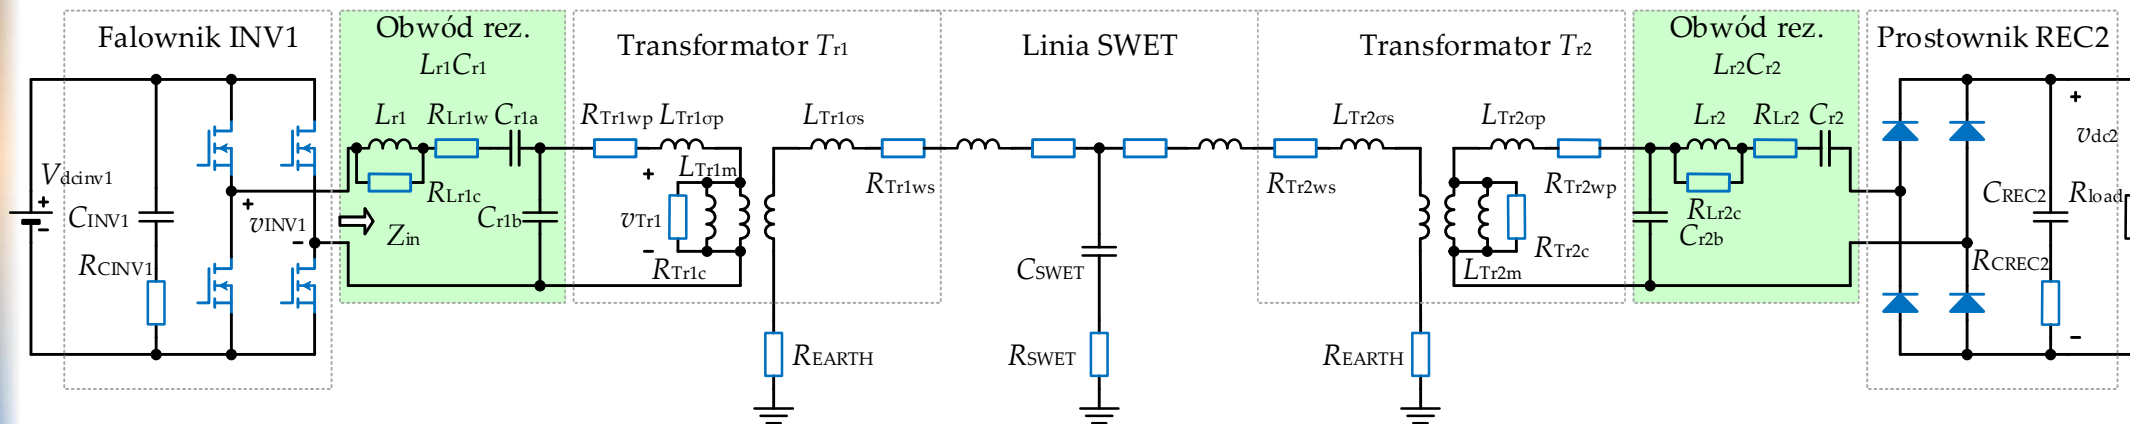 Falownik INV1
Obwód rez.
Lr1Cr1
Transformator Tr1
Linia SWET
Transformator Tr2
Obwód rez.
Lr2Cr2
Prostownik REC2
Vdcinv1
+
-
CINV1
RCINV1
+
vINV1
-
Zin
Lr1
RLr1w
Cr1a
RLr1c
Cr1b
RTr1wp
LTr1σp
+
vTr1
-
LTr1m
RTr1c
LTr1σs
RTr1ws
REARTH
CSWET
RSWET
LTr2σs
RTr2ws
REARTH
LTr2σp
RTr2wp
RTr2c
LTr2m
Lr2
RLr2
Cr2
RLr2c
Cr2b
+
vdc2
CREC2
Rload
RCREC2
-